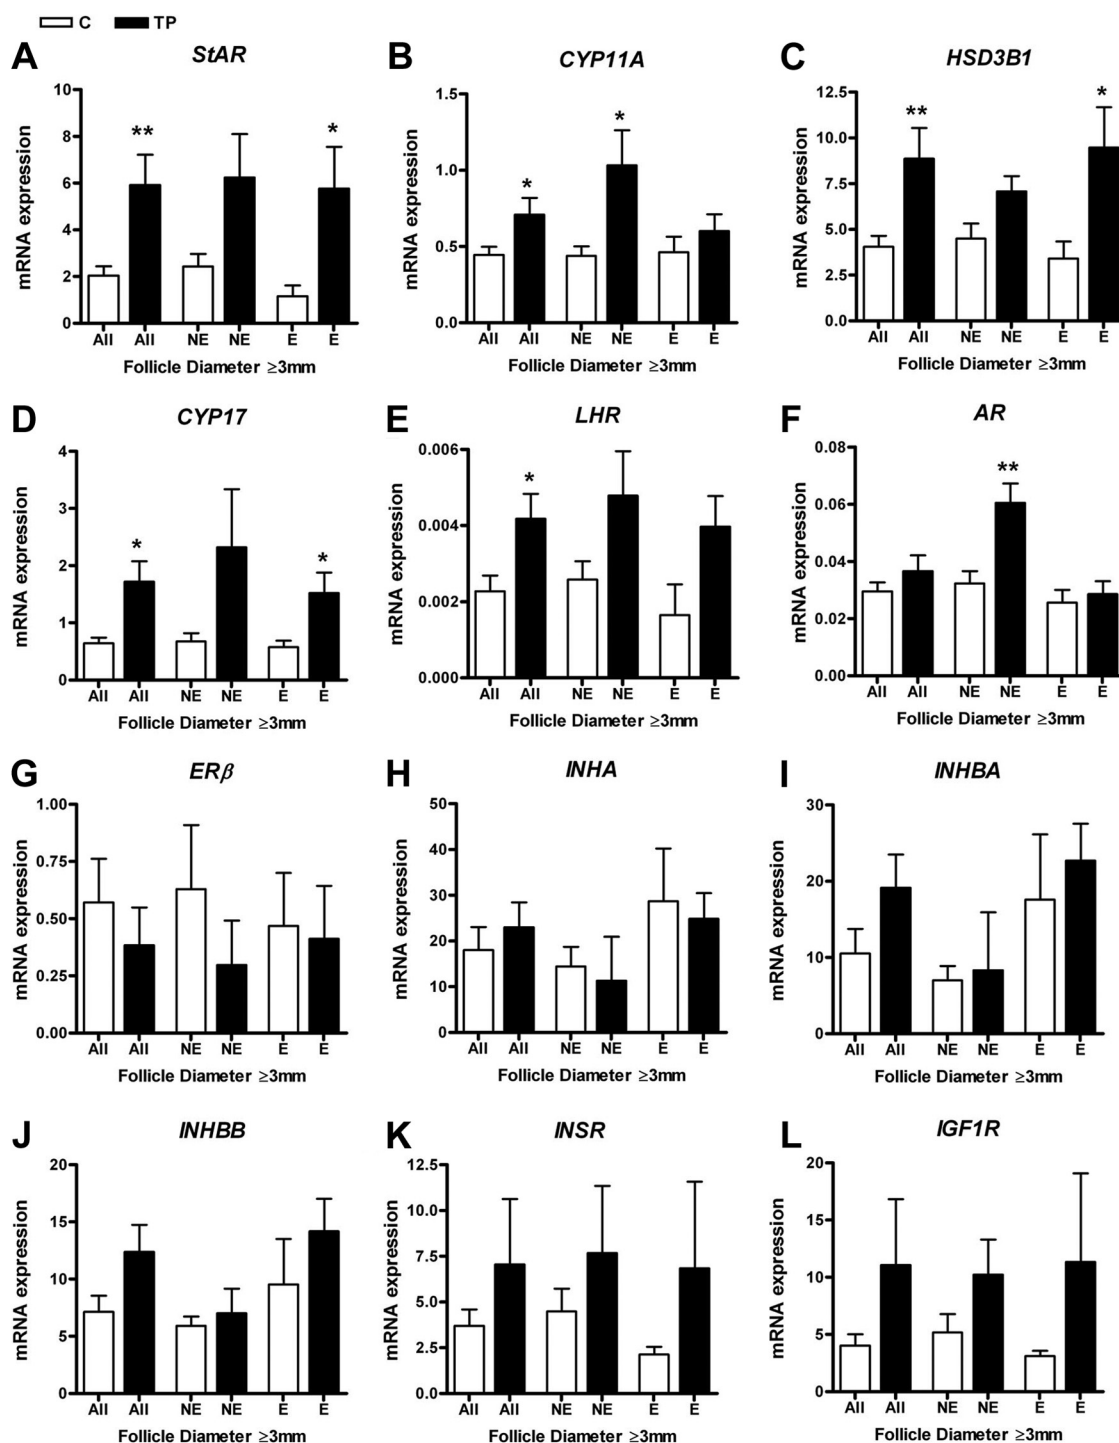 C TP
A StAR
mRNA expression
10
8
6
4
2
0
**
*
All All NE NE E E
Follicle Diameter ≥3mm
B CYP11A
mRNA expression
1.5
1.0
0.5
0.0
*
*
All All NE NE E E
Follicle Diameter ≥3mm
C HSD3B1
mRNA expression
12.5
10.0
7.5
5.0
2.5
0.0
**
*
All All NE NE E E
Follicle Diameter ≥3mm
D CYP17
mRNA expression
4
3
2
1
0
*
*
All All NE NE E E
Follicle Diameter ≥3mm
E LHR
mRNA expression
0.006
0.004
0.002
0.000
*
All All NE NE E E
Follicle Diameter ≥3mm
F AR
mRNA expression
0.08
0.06
0.04
0.02
0.00
**
All All NE NE E E
Follicle Diameter ≥3mm
G ERβ
mRNA expression
1.00
0.75
0.50
0.25
0.00
All All NE NE E E
Follicle Diameter ≥3mm
H INHA
mRNA expression
50
40
30
20
10
0
All All NE NE E E
Follicle Diameter ≥3mm
I INHBA
mRNA expression
30
20
10
0
All All NE NE E E
Follicle Diameter ≥3mm
J INHBB
mRNA expression
20
15
10
5
0
All All NE NE E E
Follicle Diameter ≥3mm
K INSR
mRNA expression
12.5
10.0
7.5
5.0
2.5
0.0
All All NE NE E E
Follicle Diameter ≥3mm
L IGF1R
mRNA expression
20
15
10
5
0
All All NE NE E E
Follicle Diameter ≥3mm